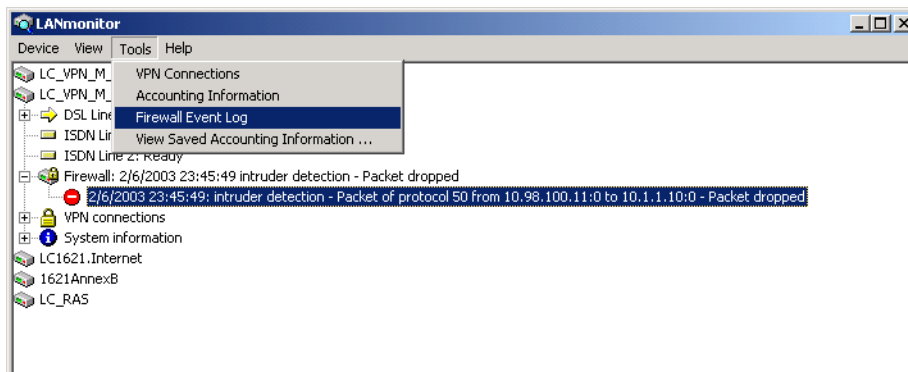 LANmonitor
Device View Tools Help
LC_VPN_M_
VPN Connections
LC_VPN_M_
Accounting Information
DSL Line
Firewall Event Log
ISDN Lin
View Saved Accounting Information ...
ISDN Line 2: Ready
Firewall: 2/6/2003 23:45:49 intruder detection - Packet dropped
2/6/2003 23:45:49: intruder detection - Packet of protocol 50 from 10.98.100.11:0 to 10.1.1.10:0 - Packet dropped
VPN connections
System information
LC1621.Internet
1621AnnexB
LC_RAS